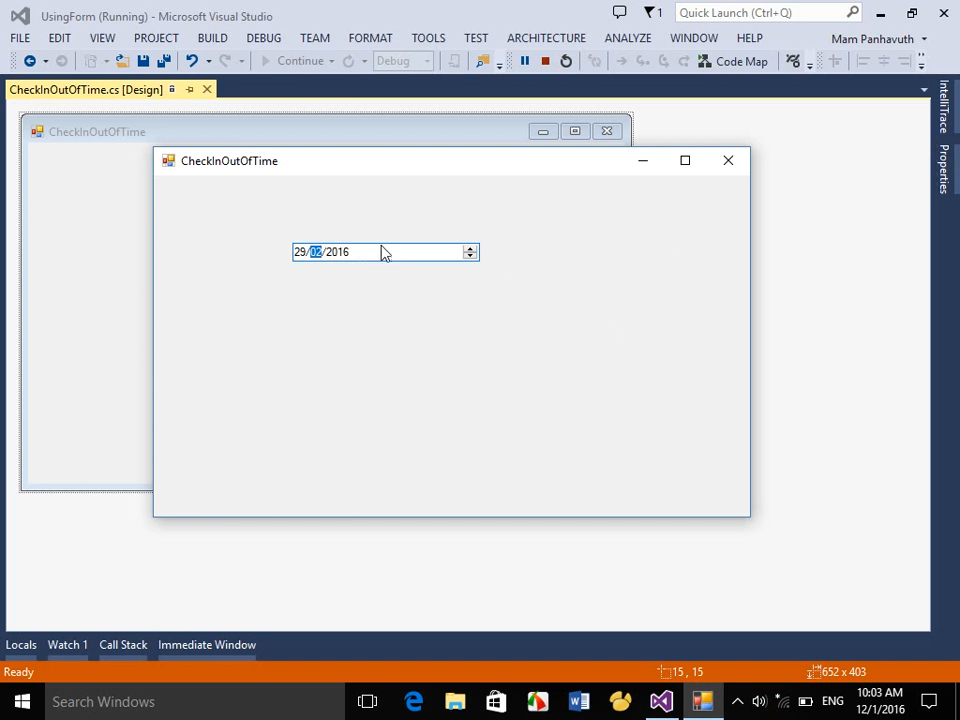 UsingForm (Running) - Microsoft Visual Studio
1
Quick Launch (Ctrl+Q)
FILE EDIT VIEW PROJECT BUILD DEBUG TEAM FORMAT TOOLS TEST ARCHITECTURE ANALYZE WINDOW HELP Mam Panhavuth
Continue Debug Code Map
CheckInOutOfTime.cs [Design]
CheckInOutOfTime
CheckInOutOfTime
29/02/2016
IntelliTrace
Properties
Locals Watch 1 Call Stack Immediate Window
Ready 15 , 15 652 x 403
Search Windows
ENG
10:03 AM
12/1/2016